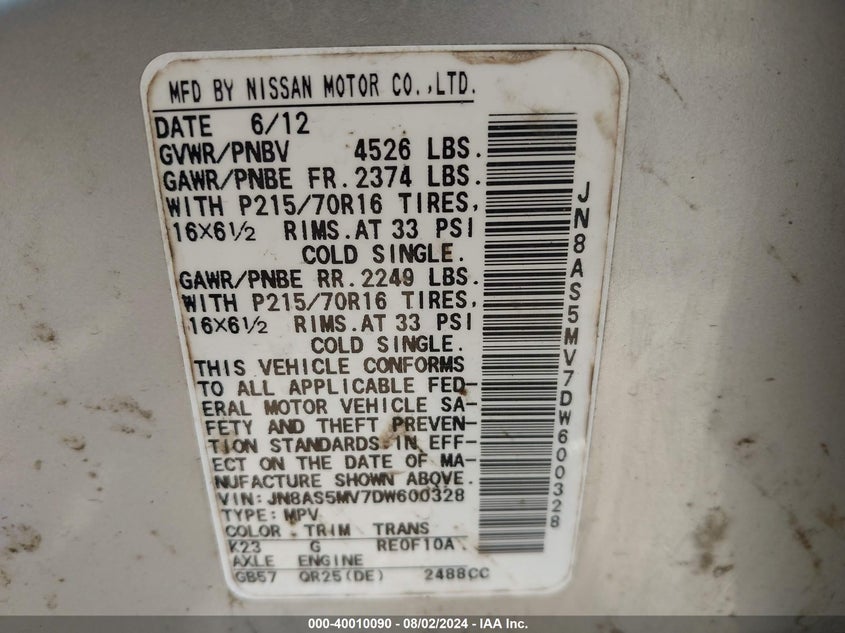 MFD BY NISSAN MOTOR CO.,LTD.
DATE 6/12
GVWR/PNBV 4526 LBS.
GAWR/PNBE FR.2374 LBS.
WITH P215/70R16 TIRES,
16X6½ RIMS.AT 33 PSI
COLD SINGLE.
GAWR/PNBE RR.2249 LBS.
WITH P215/70R16 TIRES,
16X6½ RIMS.AT 33 PSI
COLD SINGLE.
THIS VEHICLE CONFORMS
TO ALL APPLICABLE FED-
ERAL MOTOR VEHICLE SA-
FETY AND THEFT PREVEN-
TION STANDARDS IN EFF-
ECT ON THE DATE OF MA-
NUFACTURE SHOWN ABOVE.
VIN:JN8AS5MV7DW600328
TYPE:MPV
COLOR TRIM TRANS
K23 G RE0F10A
AXLE ENGINE
GB57 QR25(DE) 2488CC
JN8AS5MV7DW600328
000-40010090 - 08/02/2024 - IAA Inc.